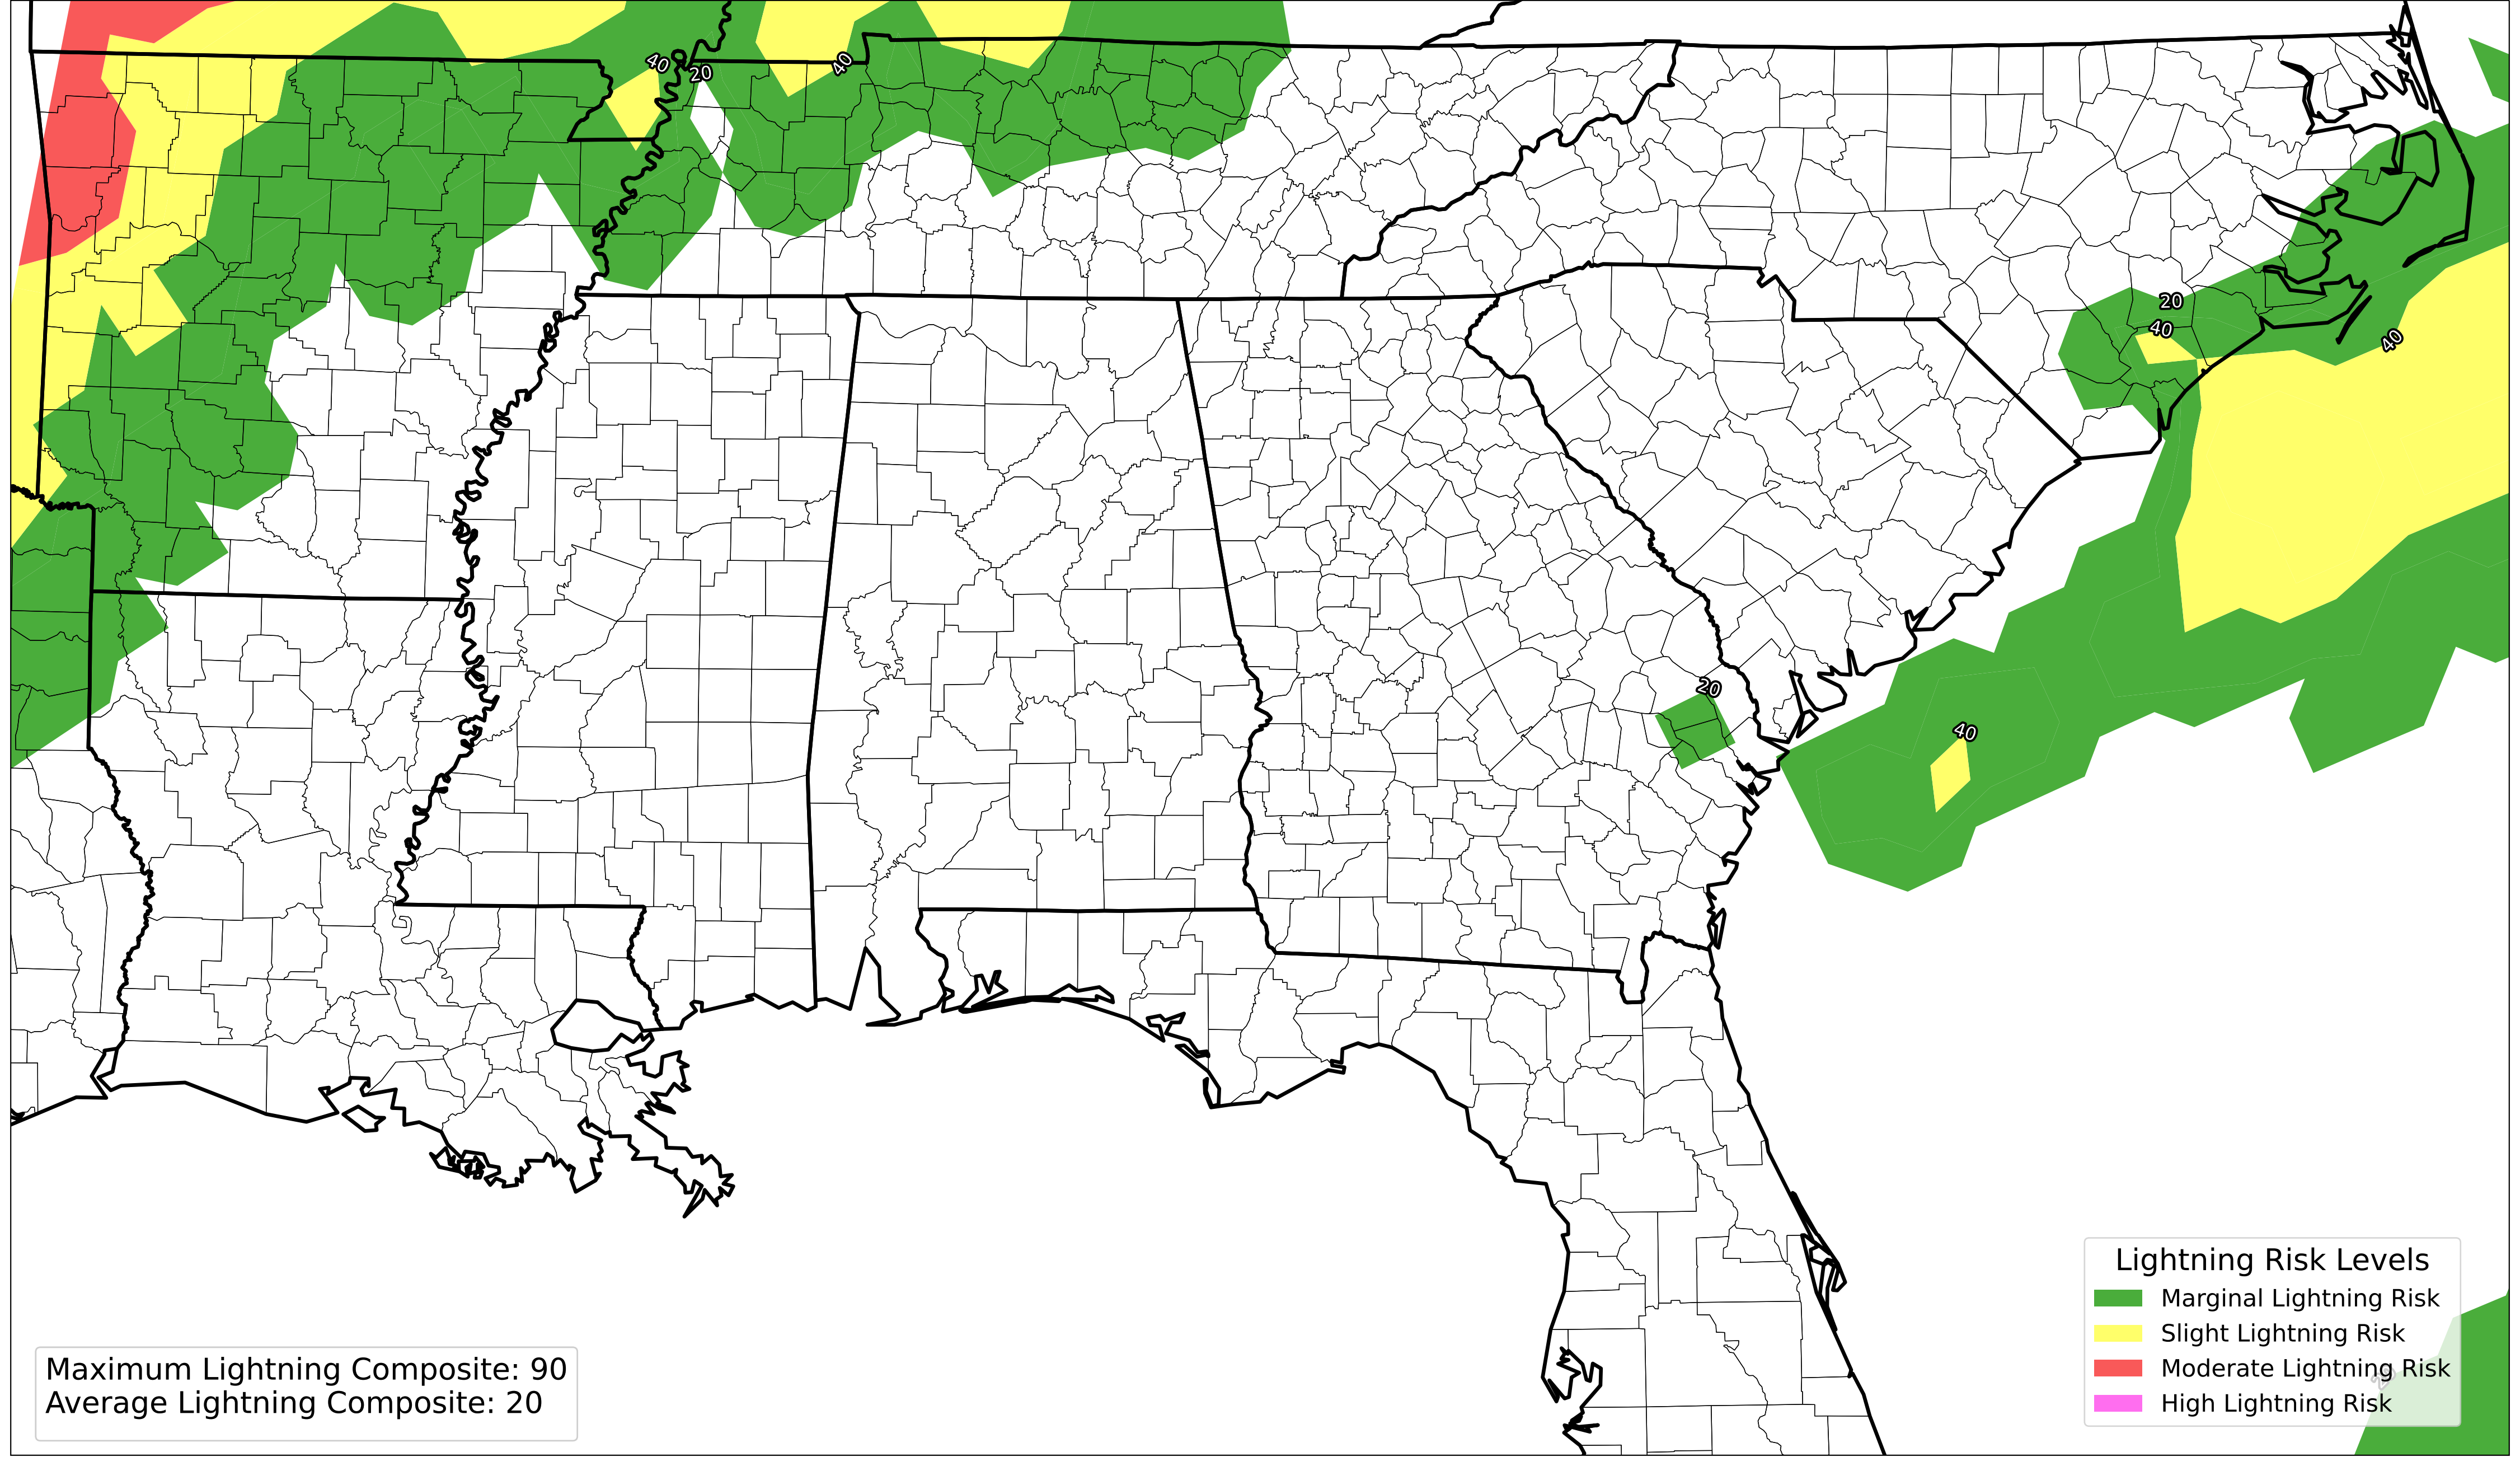 40
20
40
20
40
40
20
40
Lightning Risk Levels
Marginal Lightning Risk
Slight Lightning Risk
Moderate Lightning Risk
High Lightning Risk
Maximum Lightning Composite: 90
Average Lightning Composite: 20